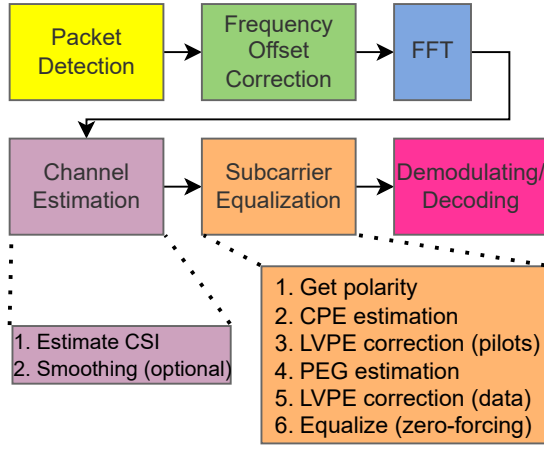 Packet
Detection
Frequency
Offset
Correction
FFT
Channel
Estimation
Subcarrier
Equalization
Demodulating/
Decoding
1. Estimate CSI
2. Smoothing (optional)
1. Get polarity
2. CPE estimation
3. LVPE correction (pilots)
4. PEG estimation
5. LVPE correction (data)
6. Equalize (zero-forcing)